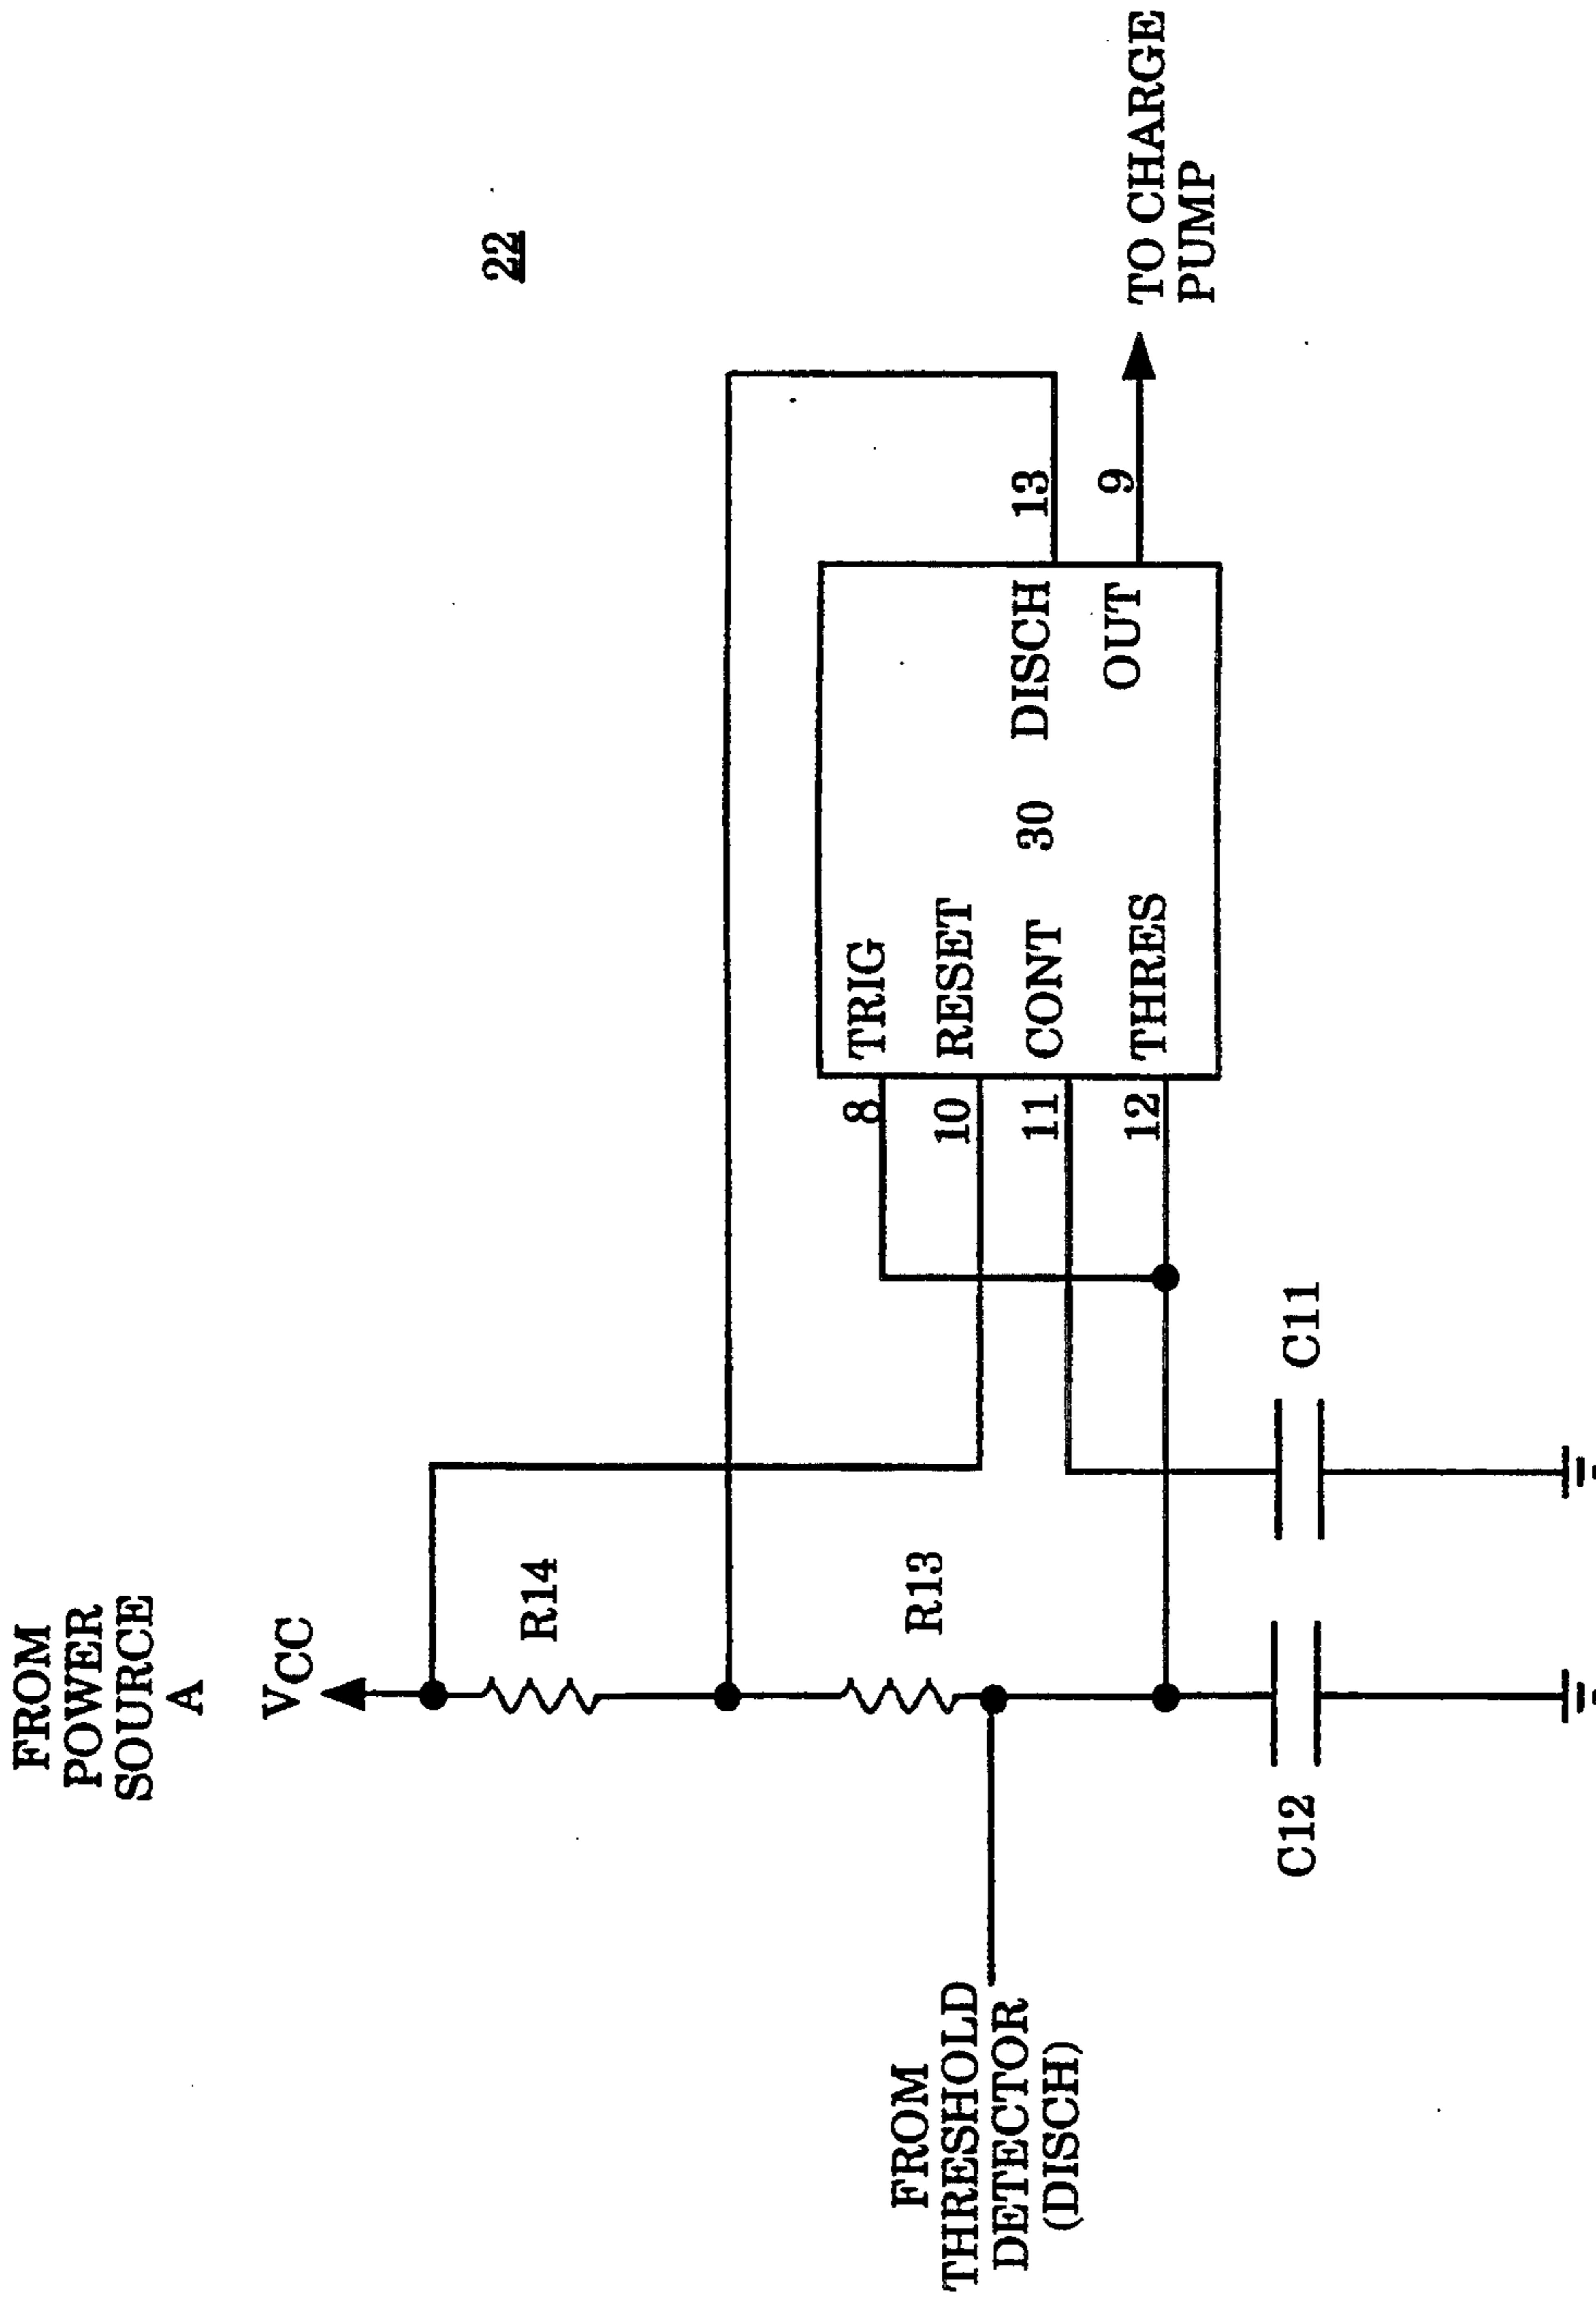 FROM
POWER
SOURCE
A
VCC
22
R14
R13
FROM
THRESHOLD
DETECTOR
(DISCH)
8
TRIG
10
RESET
11
CONT
30
DISCH
13
12
THRES
OUT
9
TO CHARGE
PUMP
C12
C11